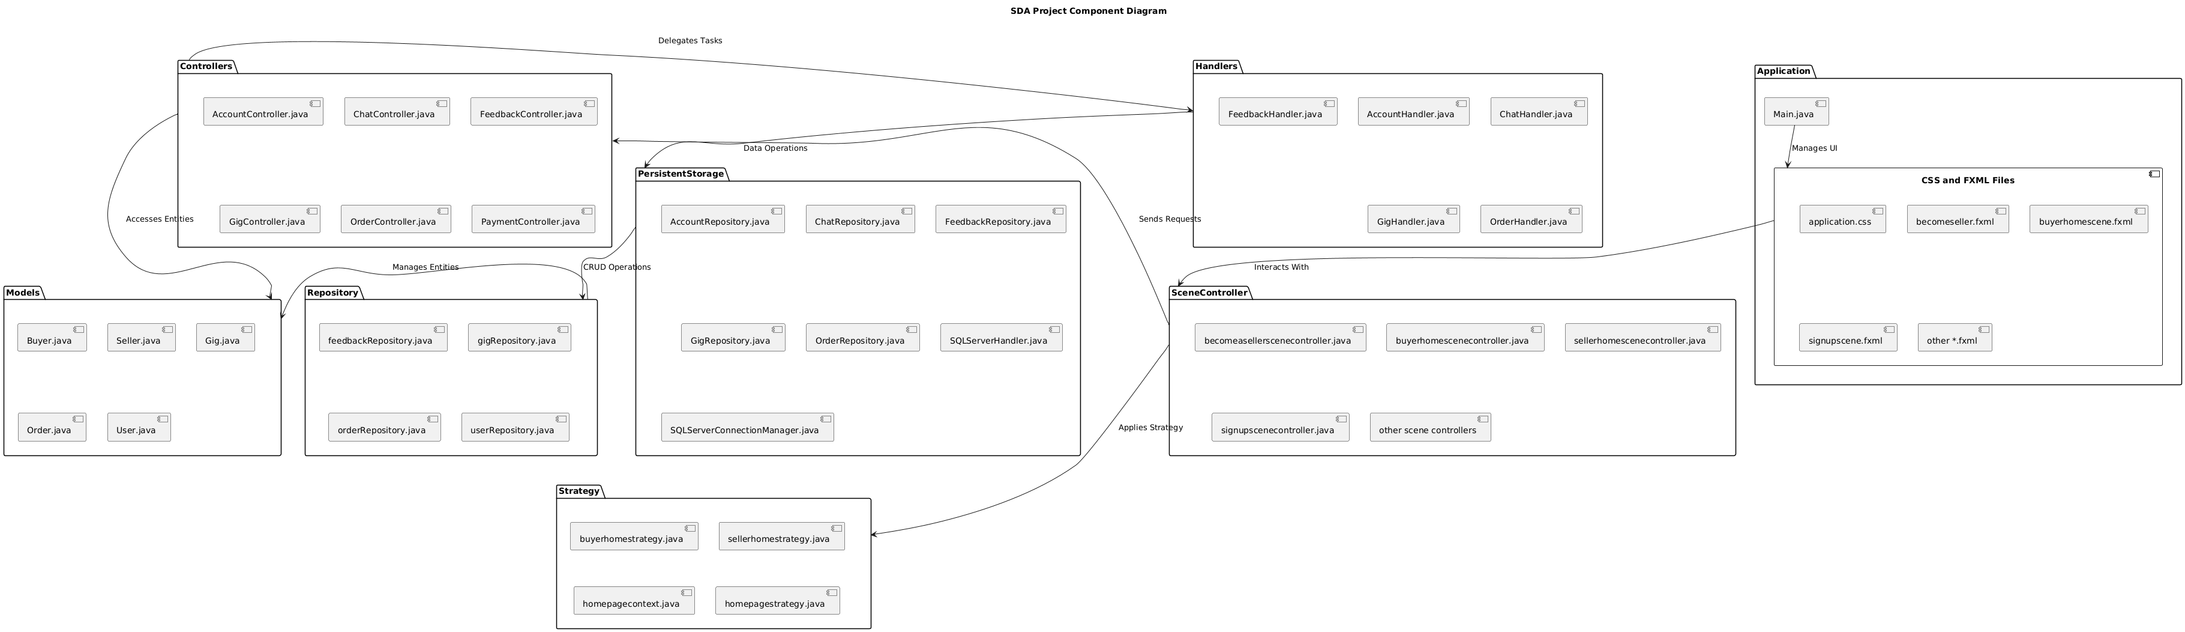 SDA Project Component Diagram
Delegates Tasks
Controllers
AccountController.java
ChatController.java
FeedbackController.java
GigController.java
OrderController.java
PaymentController.java
Handlers
FeedbackHandler.java
AccountHandler.java
ChatHandler.java
GigHandler.java
OrderHandler.java
Application
Main.java
Manages UI
CSS and FXML Files
application.css
becomeseller.fxml
buyerhomescene.fxml
signupscene.fxml
other *.fxml
Data Operations
PersistentStorage
AccountRepository.java
ChatRepository.java
FeedbackRepository.java
GigRepository.java
OrderRepository.java
SQLServerHandler.java
SQLServerConnectionManager.java
Accesses Entities
Sends Requests
Manages Entities
CRUD Operations
Interacts With
Models
Buyer.java
Seller.java
Gig.java
Order.java
User.java
Repository
feedbackRepository.java
gigRepository.java
orderRepository.java
userRepository.java
SceneController
becomeasellerscenecontroller.java
buyerhomescenecontroller.java
sellerhomescenecontroller.java
signupscenecontroller.java
other scene controllers
Applies Strategy
Strategy
buyerhomestrategy.java
sellerhomestrategy.java
homepagecontext.java
homepagestrategy.java